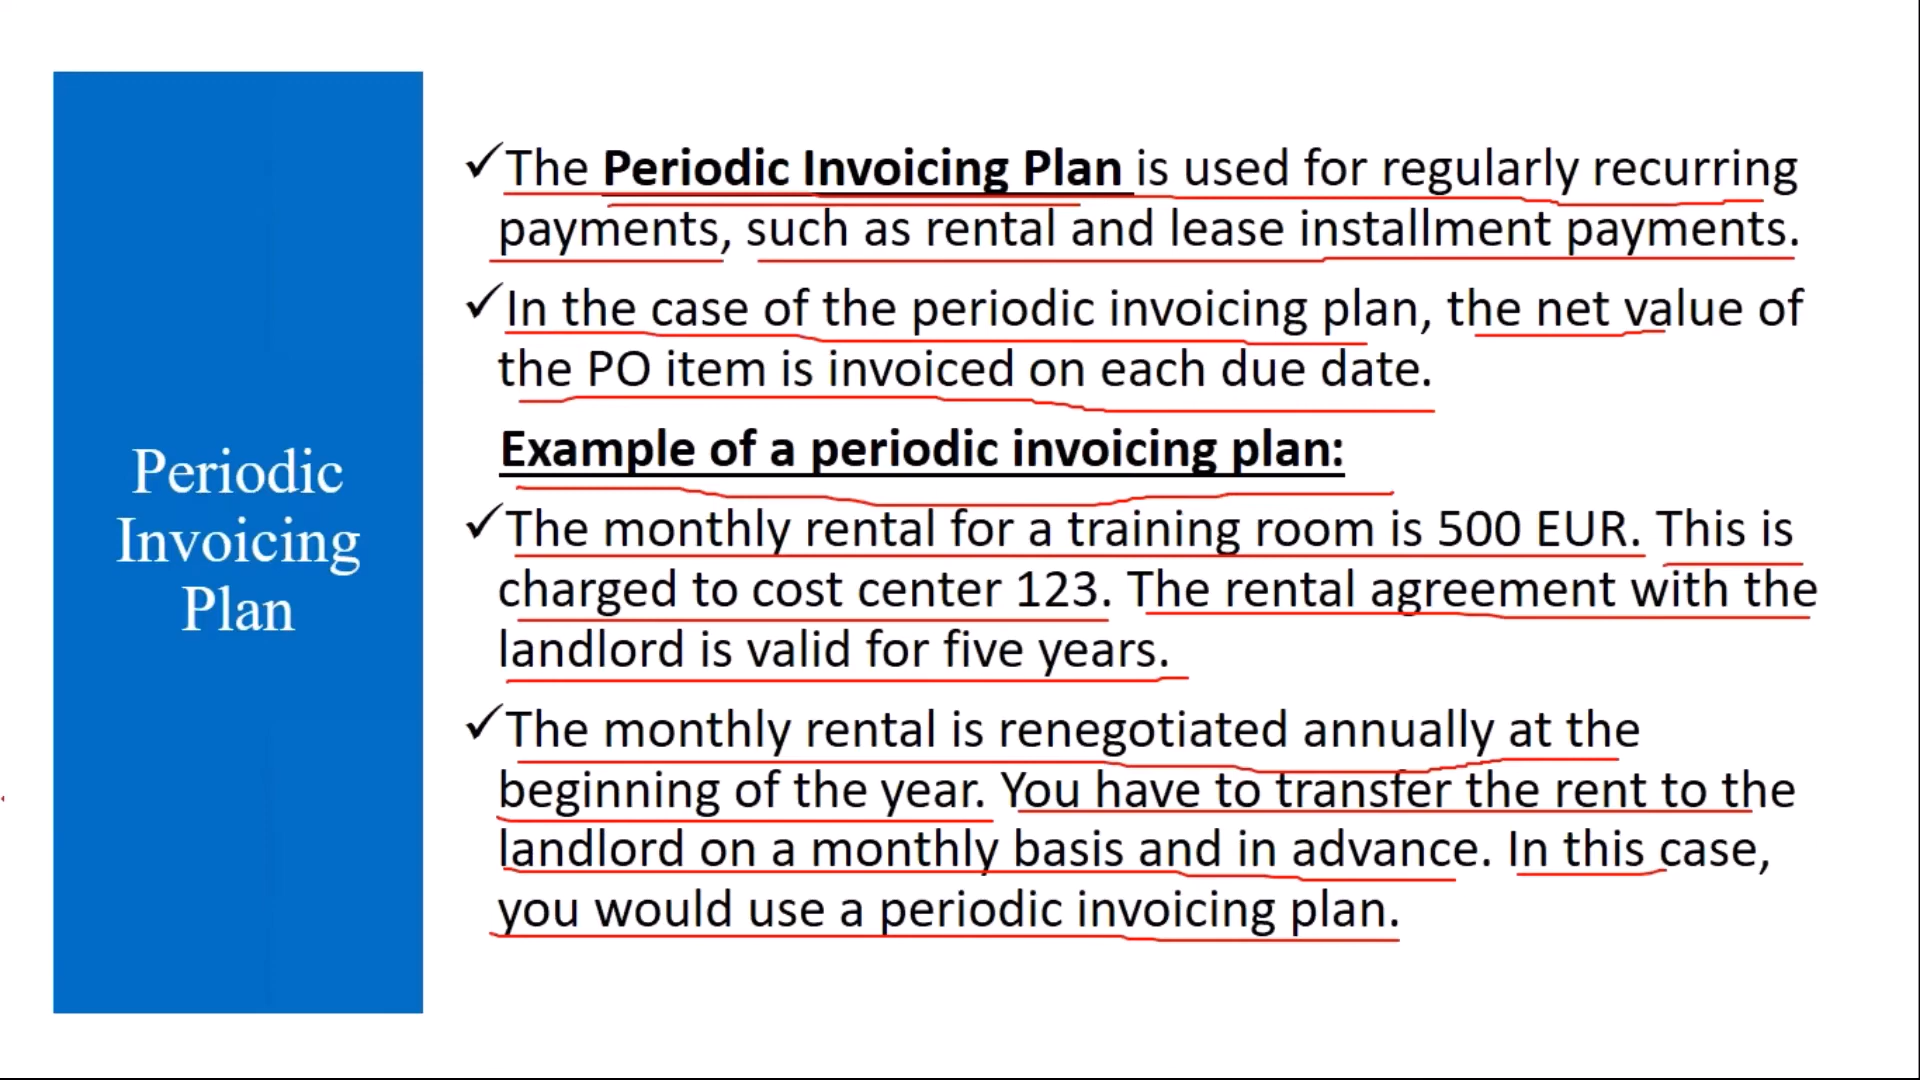 Periodic
Invoicing
Plan
✓The Periodic Invoicing Plan is used for regularly recurring
payments, such as rental and lease installment payments.
✓In the case of the periodic invoicing plan, the net value of
the PO item is invoiced on each due date.
Example of a periodic invoicing plan:
✓The monthly rental for a training room is 500 EUR. This is
charged to cost center 123. The rental agreement with the
landlord is valid for five years.
✓The monthly rental is renegotiated annually at the
beginning of the year. You have to transfer the rent to the
landlord on a monthly basis and in advance. In this case,
you would use a periodic invoicing plan.